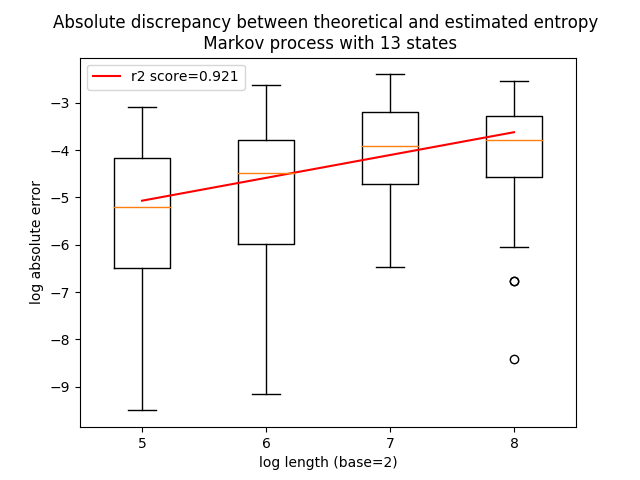 Absolute discrepancy between theoretical and estimated entropy
Markov process with 13 states
r2 score=0.921
−3
−4
−5
−6
−7
−8
−9
log absolute error
5 6 7 8
log length (base=2)